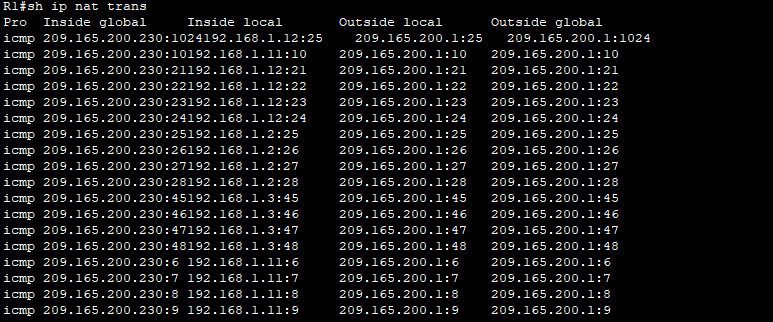 R1#sh ip nat trans
Pro  Inside global     Inside local       Outside local      Outside global
icmp 209.165.200.230:1024192.168.1.12:25    209.165.200.1:25   209.165.200.1:1024
icmp 209.165.200.230:10192.168.1.11:10    209.165.200.1:10   209.165.200.1:10
icmp 209.165.200.230:21192.168.1.12:21    209.165.200.1:21   209.165.200.1:21
icmp 209.165.200.230:22192.168.1.12:22    209.165.200.1:22   209.165.200.1:22
icmp 209.165.200.230:23192.168.1.12:23    209.165.200.1:23   209.165.200.1:23
icmp 209.165.200.230:24192.168.1.12:24    209.165.200.1:24   209.165.200.1:24
icmp 209.165.200.230:25192.168.1.2:25     209.165.200.1:25   209.165.200.1:25
icmp 209.165.200.230:26192.168.1.2:26     209.165.200.1:26   209.165.200.1:26
icmp 209.165.200.230:27192.168.1.2:27     209.165.200.1:27   209.165.200.1:27
icmp 209.165.200.230:28192.168.1.2:28     209.165.200.1:28   209.165.200.1:28
icmp 209.165.200.230:45192.168.1.3:45     209.165.200.1:45   209.165.200.1:45
icmp 209.165.200.230:46192.168.1.3:46     209.165.200.1:46   209.165.200.1:46
icmp 209.165.200.230:47192.168.1.3:47     209.165.200.1:47   209.165.200.1:47
icmp 209.165.200.230:48192.168.1.3:48     209.165.200.1:48   209.165.200.1:48
icmp 209.165.200.230:6 192.168.1.11:6     209.165.200.1:6    209.165.200.1:6
icmp 209.165.200.230:7 192.168.1.11:7     209.165.200.1:7    209.165.200.1:7
icmp 209.165.200.230:8 192.168.1.11:8     209.165.200.1:8    209.165.200.1:8
icmp 209.165.200.230:9 192.168.1.11:9     209.165.200.1:9    209.165.200.1:9